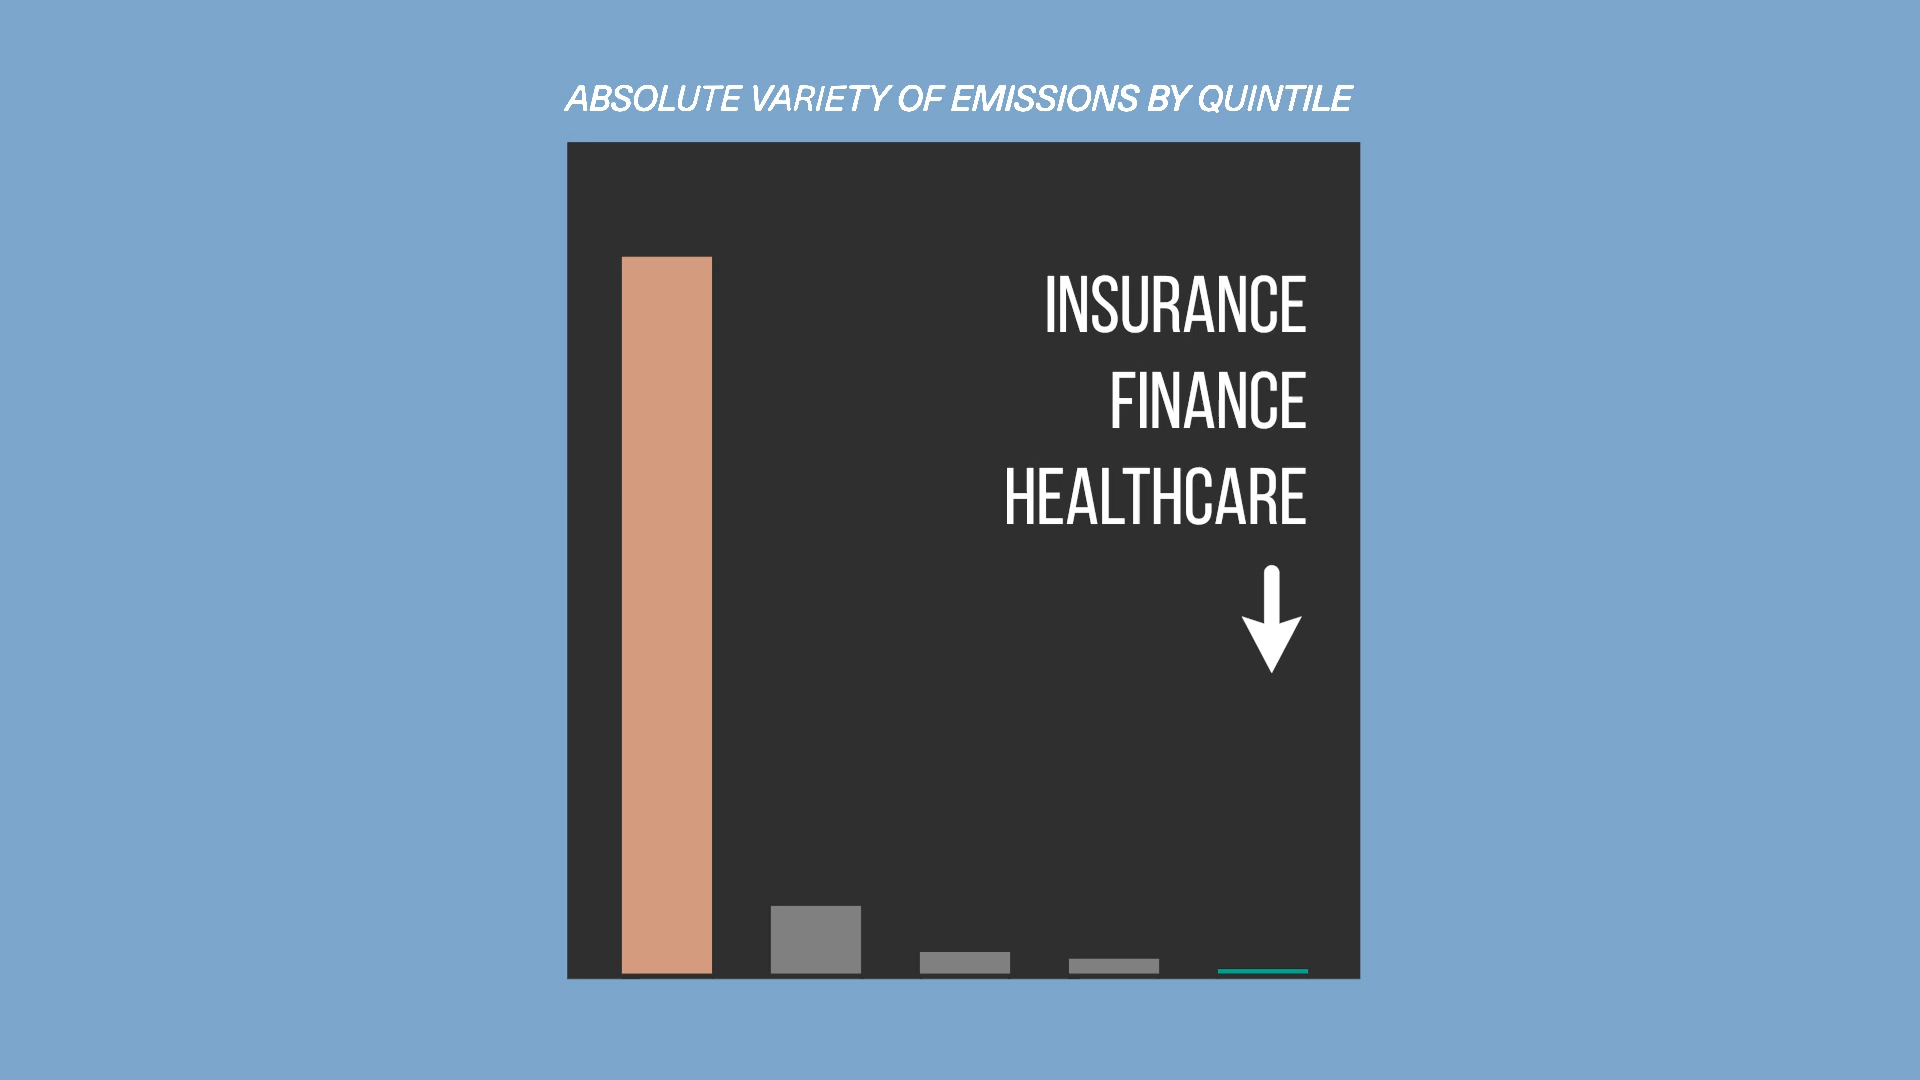 ABSOLUTE VARIETY OF EMISSIONS BY QUINTILE
INSURANCE
FINANCE
HEALTHCARE